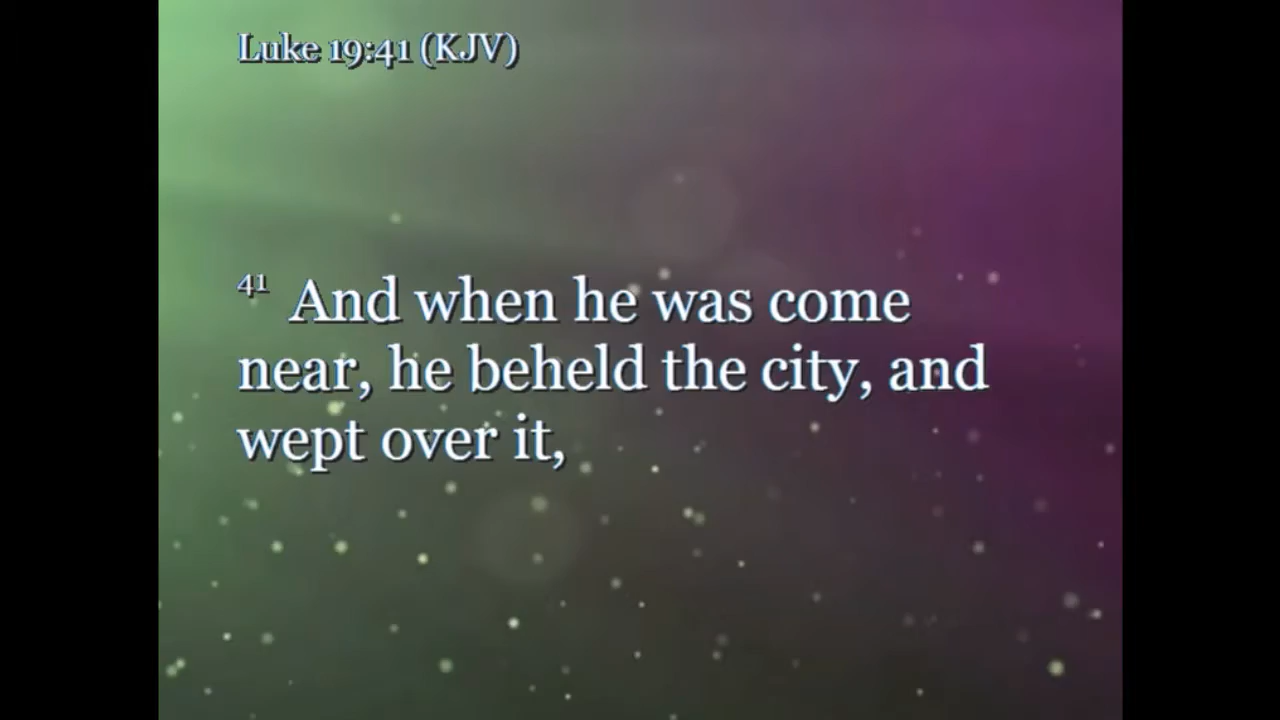 Luke 19:41 (KJV)
41 And when he was come
near, he beheld the city, and
wept over it,